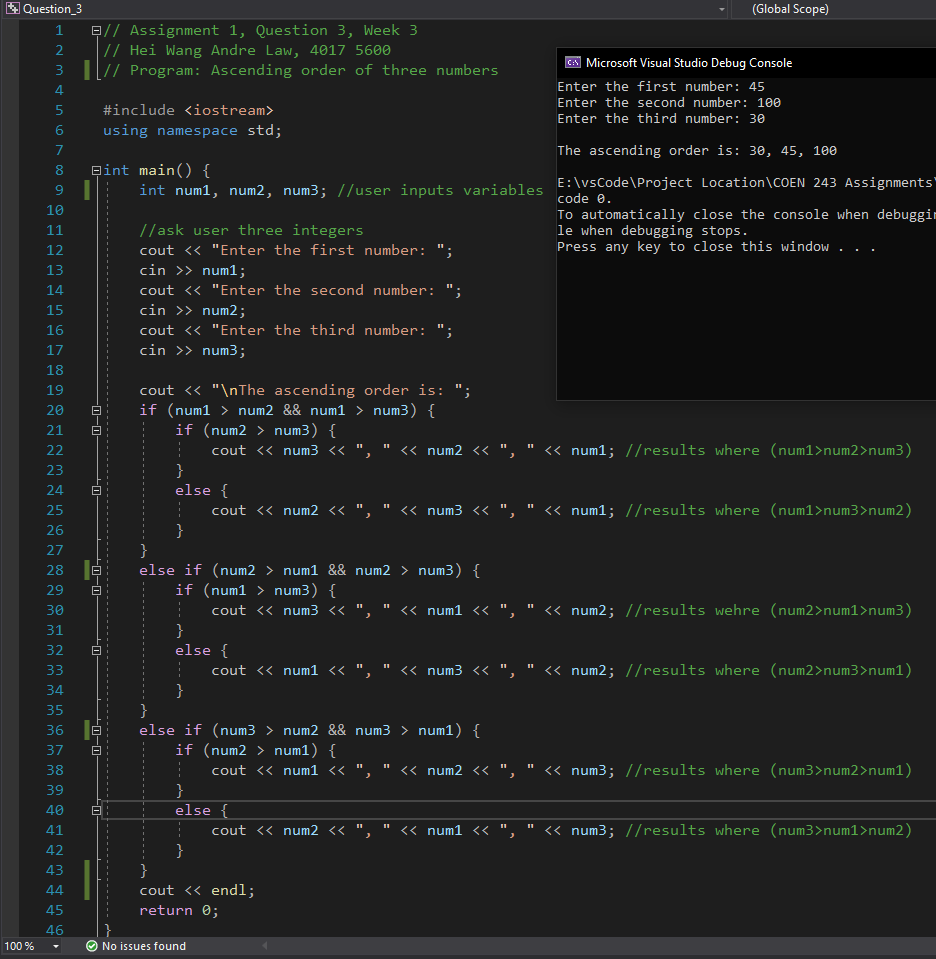 Question_3 (Global Scope)
1 // Assignment 1, Question 3, Week 3
2 // Hei Wang Andre Law, 4017 5600
3 // Program: Ascending order of three numbers
4
5 #include <iostream>
6 using namespace std;
7
8 int main() {
9 int num1, num2, num3; //user inputs variables
10
11 //ask user three integers
12 cout << "Enter the first number: ";
13 cin >> num1;
14 cout << "Enter the second number: ";
15 cin >> num2;
16 cout << "Enter the third number: ";
17 cin >> num3;
18
19 cout << "\nThe ascending order is: ";
20 if (num1 > num2 && num1 > num3) {
21 if (num2 > num3) {
22 cout << num3 << ", " << num2 << ", " << num1; //results where (num1>num2>num3)
23 }
24 else {
25 cout << num2 << ", " << num3 << ", " << num1; //results where (num1>num3>num2)
26 }
27 }
28 else if (num2 > num1 && num2 > num3) {
29 if (num1 > num3) {
30 cout << num3 << ", " << num1 << ", " << num2; //results wehre (num2>num1>num3)
31 }
32 else {
33 cout << num1 << ", " << num3 << ", " << num2; //results where (num2>num3>num1)
34 }
35 }
36 else if (num3 > num2 && num3 > num1) {
37 if (num2 > num1) {
38 cout << num1 << ", " << num2 << ", " << num3; //results where (num3>num2>num1)
39 }
40 else {
41 cout << num2 << ", " << num1 << ", " << num3; //results where (num3>num1>num2)
42 }
43 }
44 cout << endl;
45 return 0;
46 }
100 % No issues found
Microsoft Visual Studio Debug Console
Enter the first number: 45
Enter the second number: 100
Enter the third number: 30
The ascending order is: 30, 45, 100
E:\vsCode\Project Location\COEN 243 Assignments\
code 0.
To automatically close the console when debuggin
le when debugging stops.
Press any key to close this window . . .